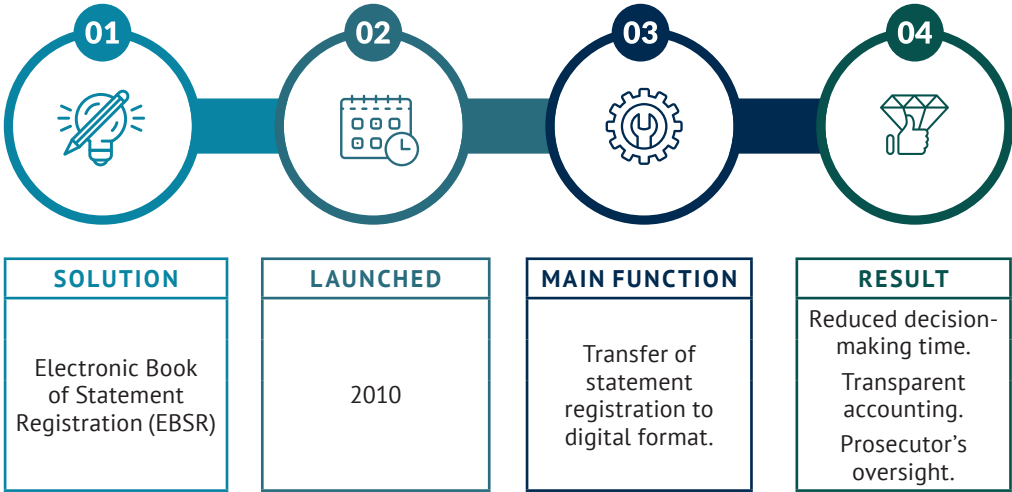 01
02
03
04
SOLUTION
Electronic Book
of Statement
Registration (EBSR)
LAUNCHED
2010
MAIN FUNCTION
Transfer of
statement
registration to
digital format.
RESULT
Reduced decision-
making time.
Transparent
accounting.
Prosecutor’s
oversight.